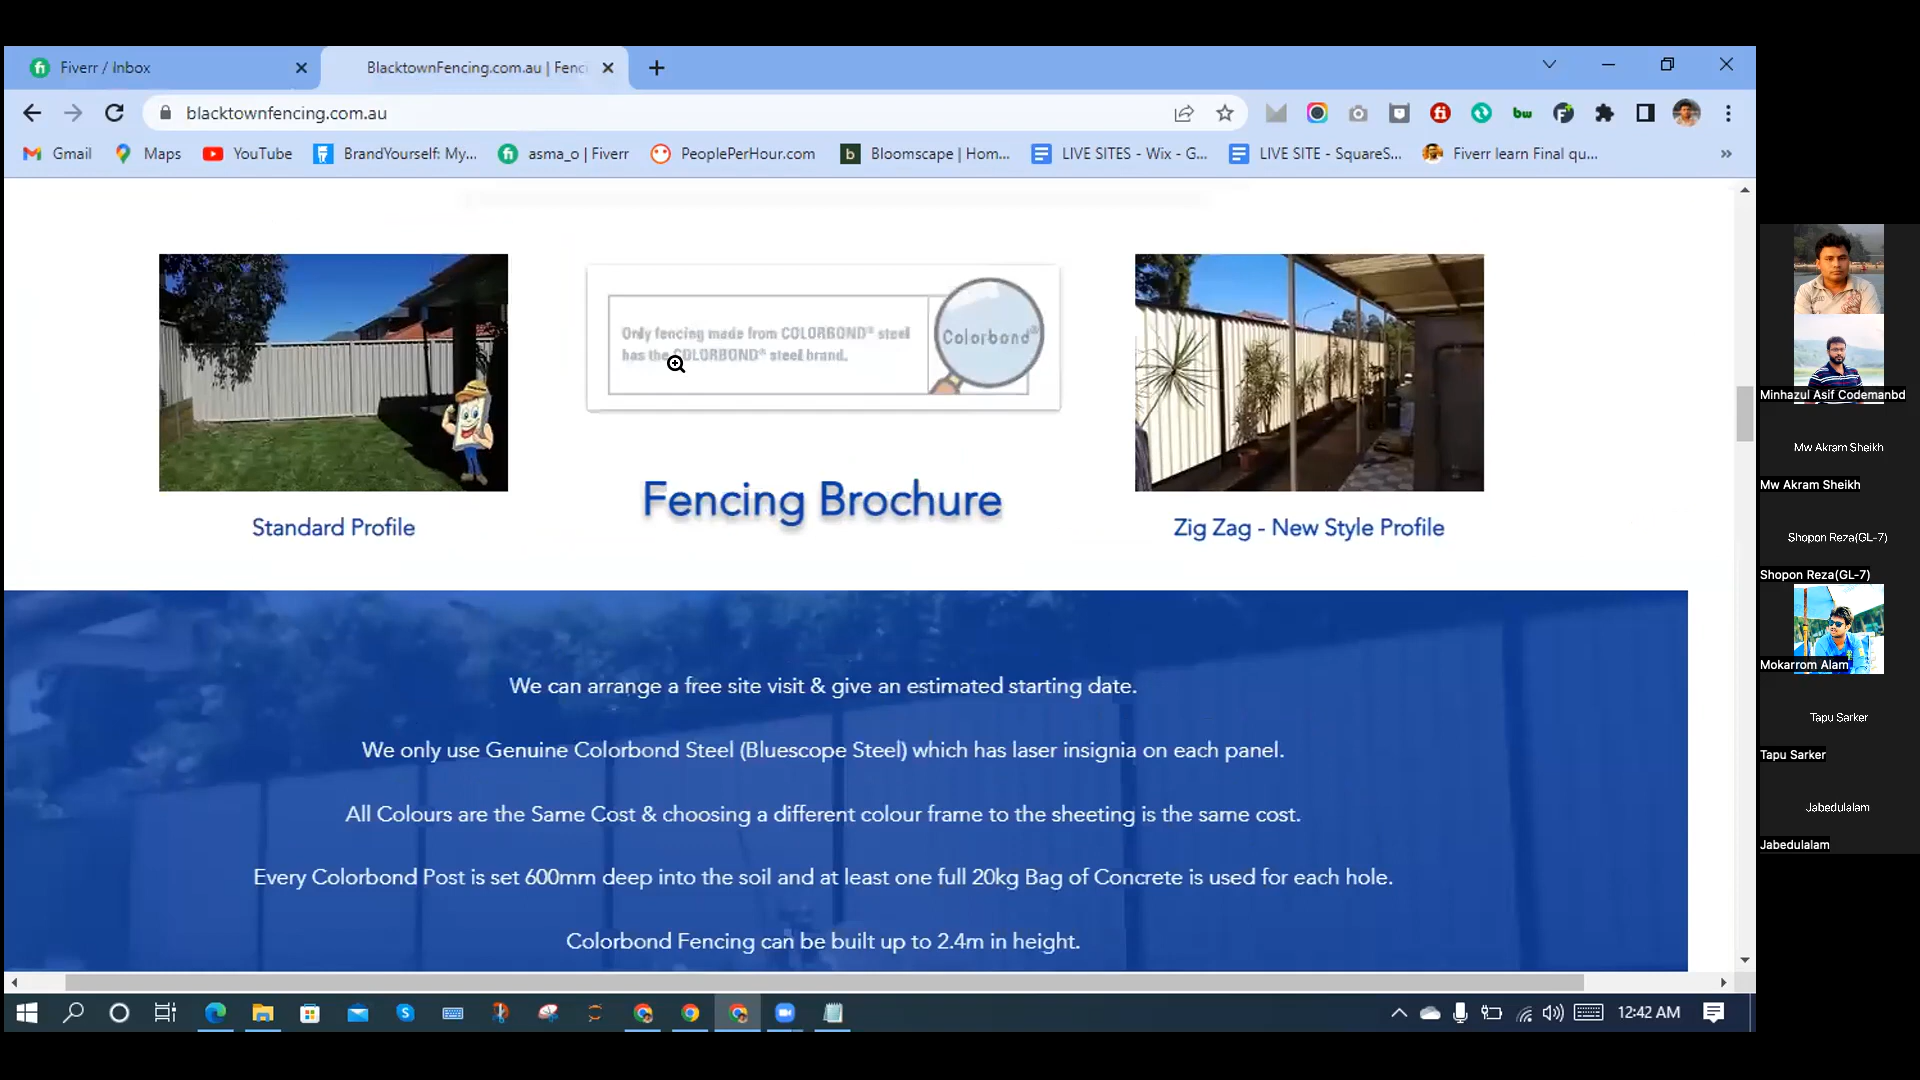 Fiverr / Inbox
BlacktownFencing.com.au | Fenci
blacktownfencing.com.au
Gmail
Maps
YouTube
BrandYourself: My...
asma_o | Fiverr
PeoplePerHour.com
b
Bloomscape | Hom...
LIVE SITES - Wix - G...
LIVE SITE - SquareS...
Fiverr learn Final qu...
»
fi
bw
Only fencing made from COLORBOND® steel
has the COLORBOND® steel brand.
Colorbond®
Standard Profile
Fencing Brochure
Zig Zag - New Style Profile
We can arrange a free site visit & give an estimated starting date.
We only use Genuine Colorbond Steel (Bluescope Steel) which has laser insignia on each panel.
All Colours are the Same Cost & choosing a different colour frame to the sheeting is the same cost.
Every Colorbond Post is set 600mm deep into the soil and at least one full 20kg Bag of Concrete is used for each hole.
Colorbond Fencing can be built up to 2.4m in height.
12:42 AM
Minhazul Asif Codemanbd
Mw Akram Sheikh
Mw Akram Sheikh
Shopon Reza(GL-7)
Shopon Reza(GL-7)
Mokarrom Alam
Tapu Sarker
Tapu Sarker
Jabedulalam
Jabedulalam